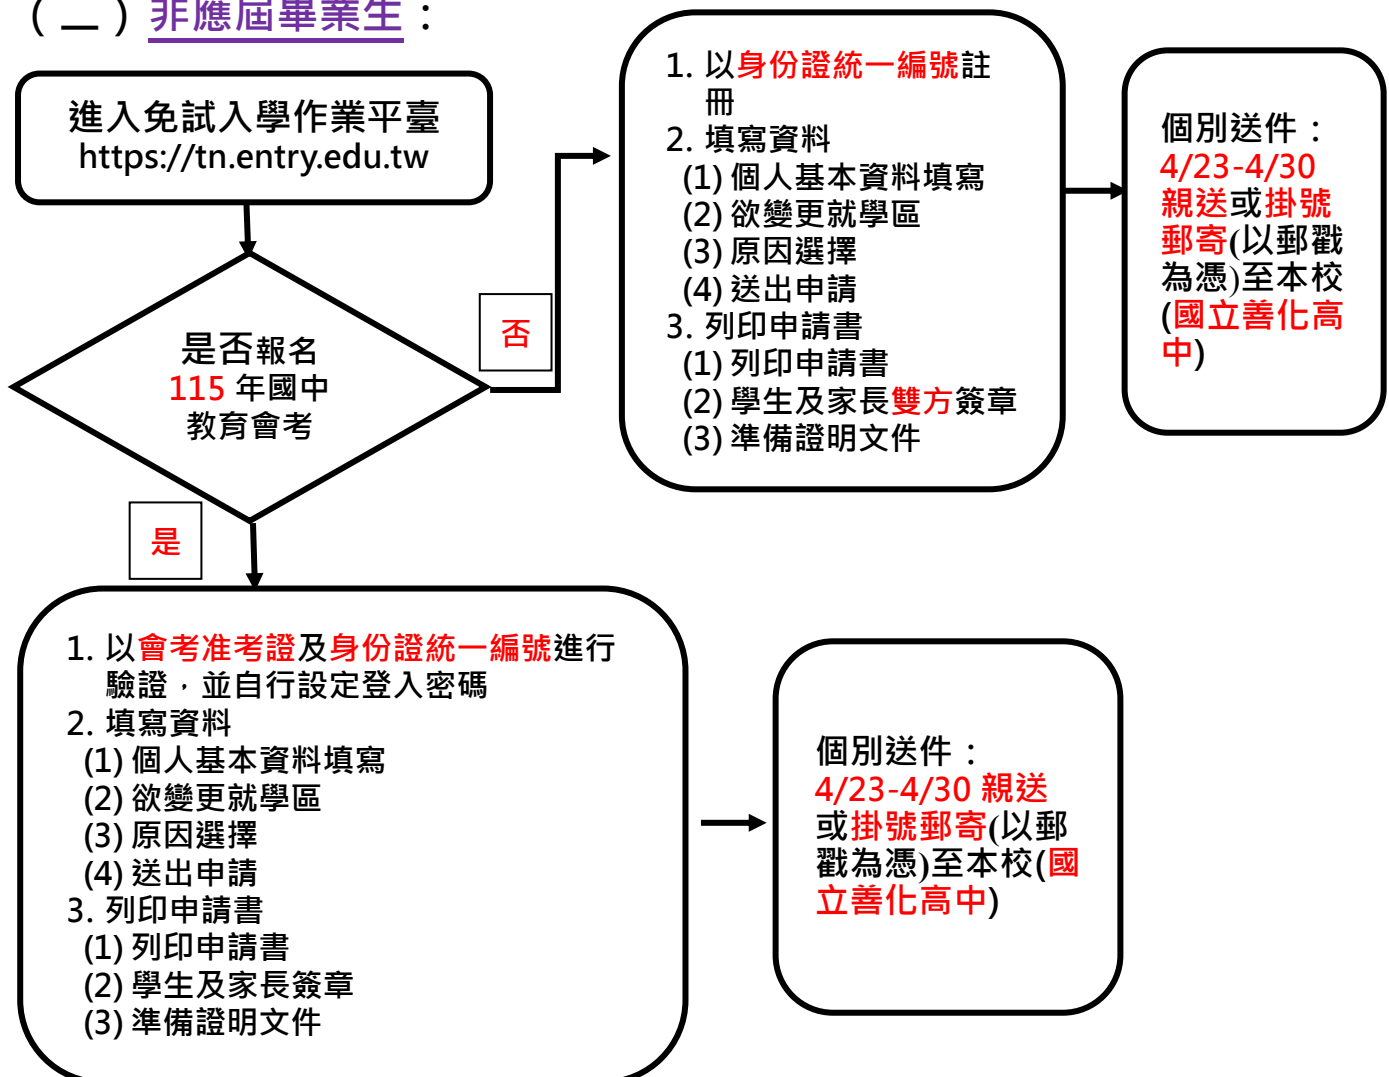 （二）非應屆畢業生：
進入免試入學作業平臺
https://tn.entry.edu.tw
是否報名
115 年國中
教育會考
否
是
1. 以身份證統一編號註
冊
2. 填寫資料
(1) 個人基本資料填寫
(2) 欲變更就學區
(3) 原因選擇
(4) 送出申請
3. 列印申請書
(1) 列印申請書
(2) 學生及家長雙方簽章
(3) 準備證明文件
個別送件：
4/23-4/30
親送或掛號
郵寄(以郵戳
為憑)至本校
(國立善化高
中)
1. 以會考准考證及身份證統一編號進行
驗證，並自行設定登入密碼
2. 填寫資料
(1) 個人基本資料填寫
(2) 欲變更就學區
(3) 原因選擇
(4) 送出申請
3. 列印申請書
(1) 列印申請書
(2) 學生及家長簽章
(3) 準備證明文件
個別送件：
4/23-4/30 親送
或掛號郵寄(以郵
戳為憑)至本校(國
立善化高中)